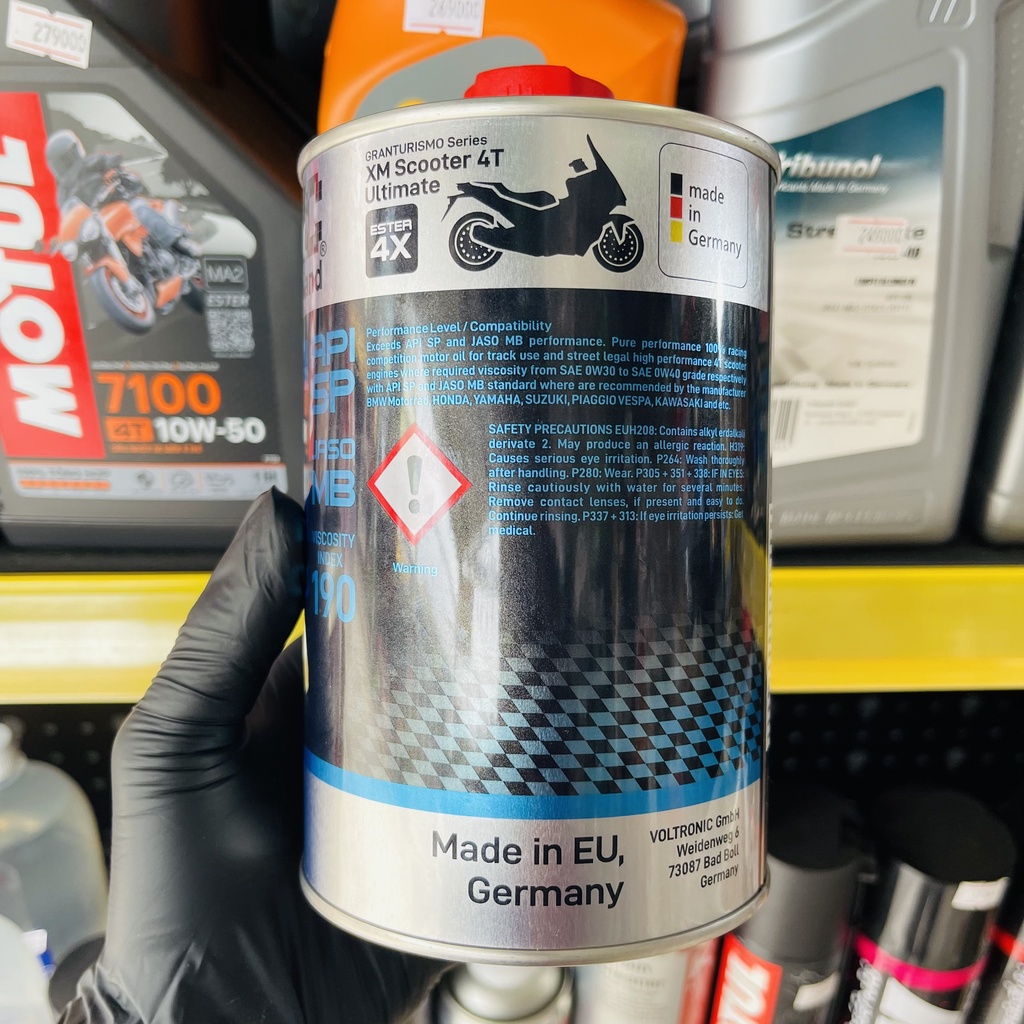 279000
269000
MOTUL
MA2
ESTER
7100
4T 10W-50
ribunol
Made in Germany
GRANTURISMO Series
XM Scooter 4T
Ultimate
ESTER
4X
made
in
Germany
API
SP
JASO
MB
VISCOSITY
INDEX
190
Performance Level / Compatibility
Exceeds API SP and JASO MB performance. Pure performance 100% racing
competition motor oil for track use and street legal high performance 4T scooter
engines where required viscosity from SAE 0W30 to SAE 0W40 grade respectively
with API SP and JASO MB standard where are recommended by the manufacturer
BMW Motorrad, HONDA, YAMAHA, SUZUKI, PIAGGIO VESPA, KAWASAKI and etc.
SAFETY PRECAUTIONS EUH208: Contains alkyl erdalkali
derivate 2. May produce an allergic reaction. H319:
Causes serious eye irritation. P264: Wash thoroughly
after handling. P280: Wear. P305 + 351 + 338: IF IN EYES:
Rinse cautiously with water for several minutes.
Remove contact lenses, if present and easy to do.
Continue rinsing. P337 + 313: If eye irritation persists: Get
medical.
Warning
Made in EU,
Germany
VOLTRONIC GmbH
Weidenweg 6
73087 Bad Boll
Germany